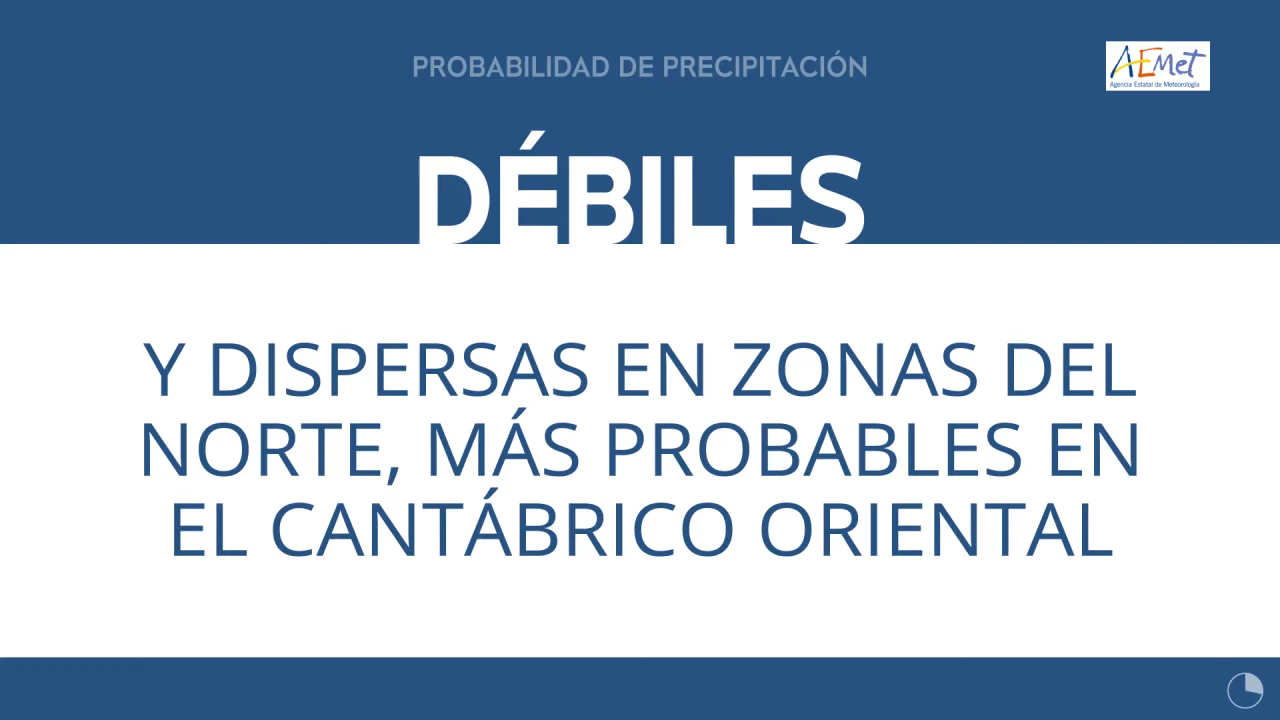 PROBABILIDAD DE PRECIPITACIÓN
AEMet
Agencia Estatal de Meteorología
DÉBILES
Y DISPERSAS EN ZONAS DEL
NORTE, MÁS PROBABLES EN
EL CANTÁBRICO ORIENTAL